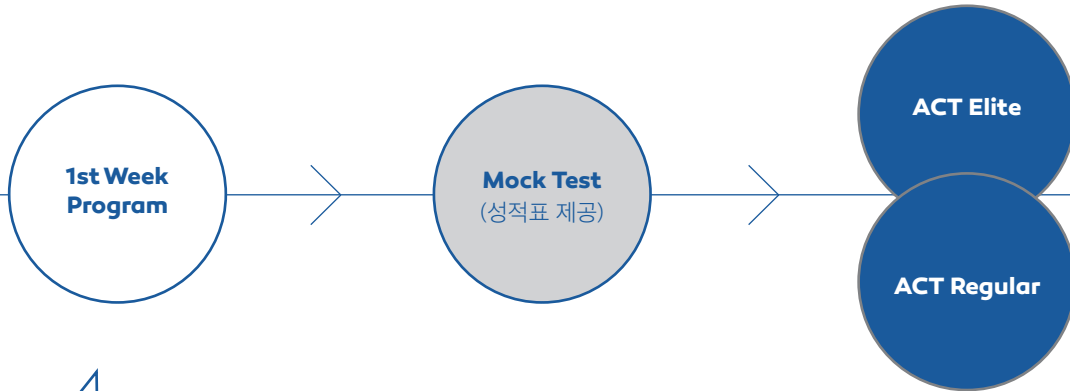 1st Week
Program
Mock Test
(성적표 제공)
ACT Elite
ACT Regular